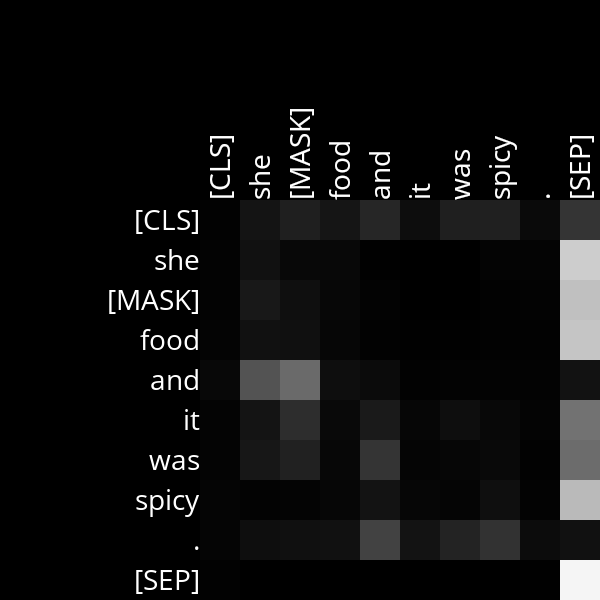 [CLS] she [MASK] food and it was spicy . [SEP]
[CLS]
she
[MASK]
food
and
it
was
spicy
.
[SEP]